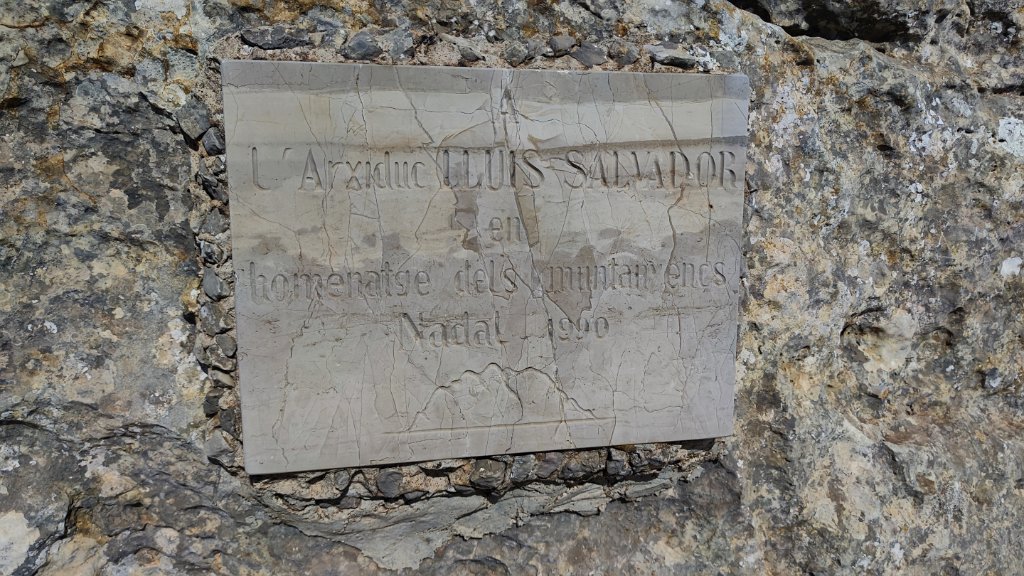 L'Arxiduc LLUIS SALVADOR
en
homenatge dels muntanyencs
Nadal 1990